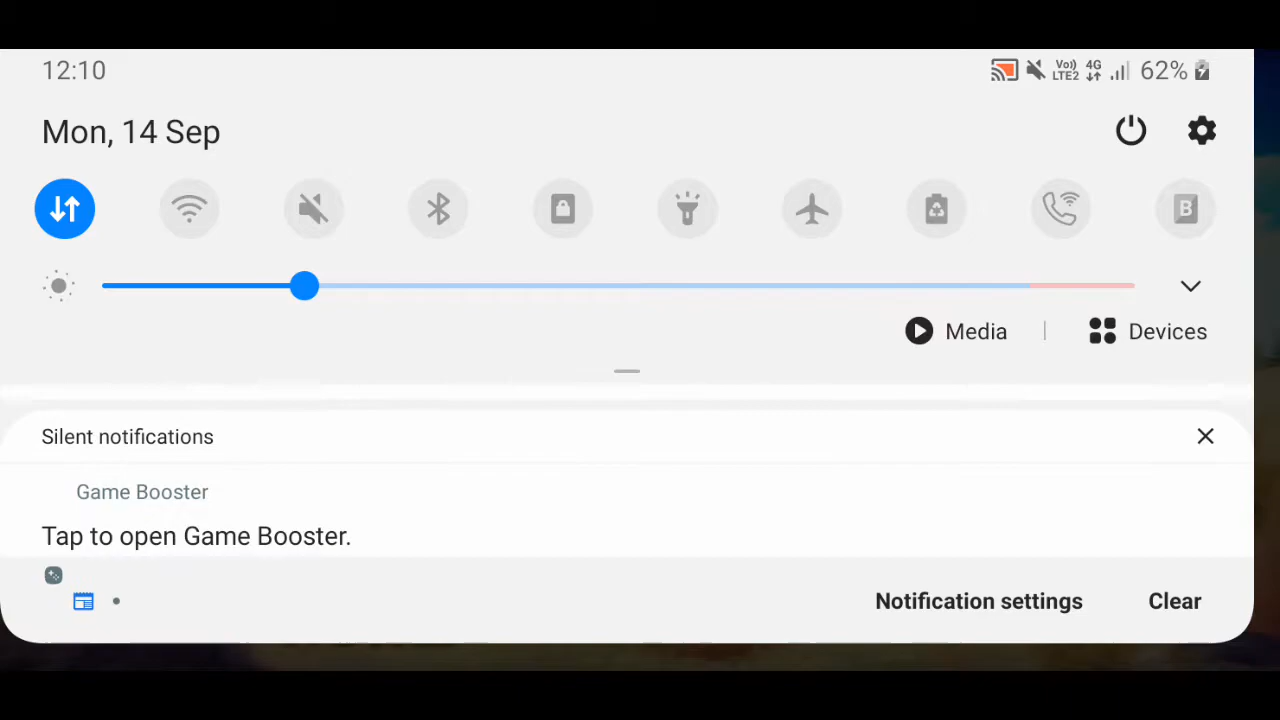 12:10
Vo) 4G 62%
LTE2
Mon, 14 Sep
B
Media | Devices
Silent notifications
Game Booster
Tap to open Game Booster.
Notification settings Clear